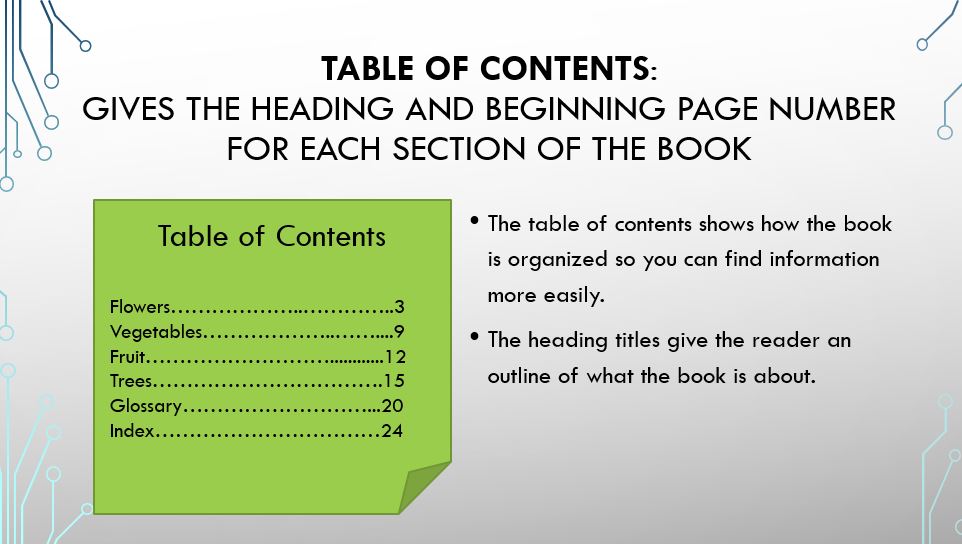 TABLE OF CONTENTS:
GIVES THE HEADING AND BEGINNING PAGE NUMBER
FOR EACH SECTION OF THE BOOK
Table of Contents
Flowers………………...…………..3
Vegetables………………...……....9
Fruit………………………............12
Trees…………………………….15
Glossary………………………...20
Index……………………………24
• The table of contents shows how the book
is organized so you can find information
more easily.
• The heading titles give the reader an
outline of what the book is about.